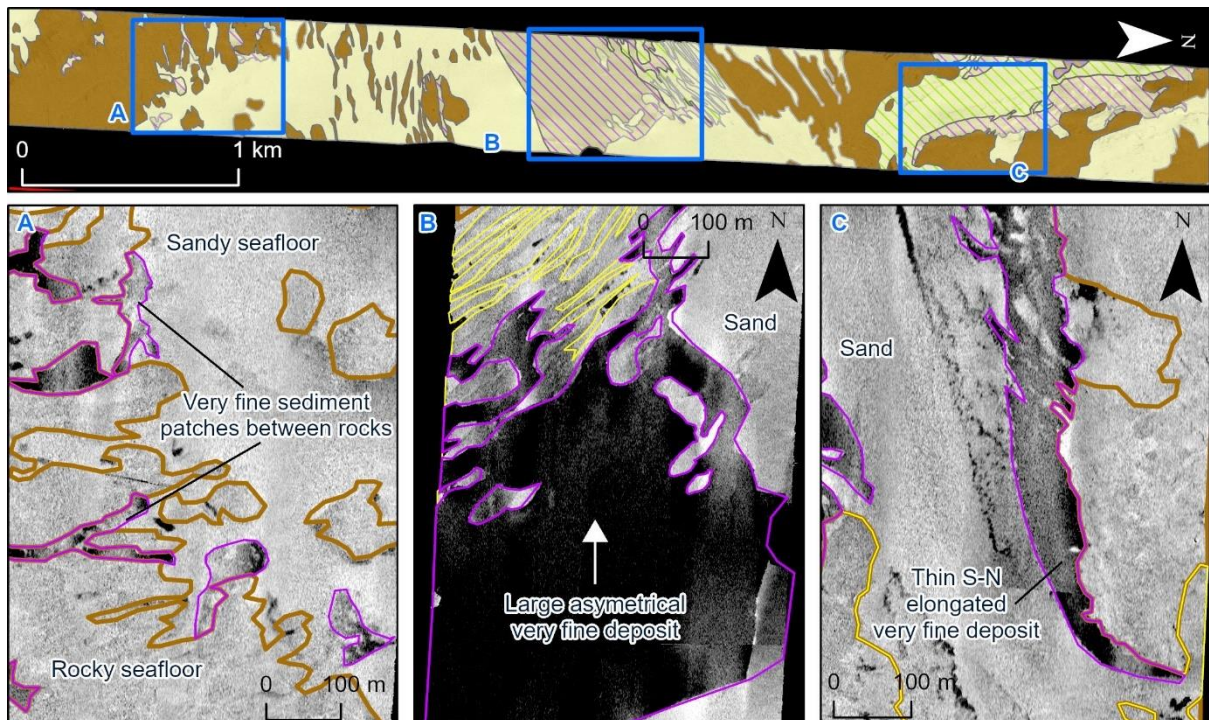 A
B
C
N
0
1 km
A
Sandy seafloor
Very fine sediment
patches between rocks
Rocky seafloor
0
100 m
B
0
100 m
N
Sand
Large asymetrical
very fine deposit
C
N
Sand
Thin S-N
elongated
very fine deposit
0
100 m